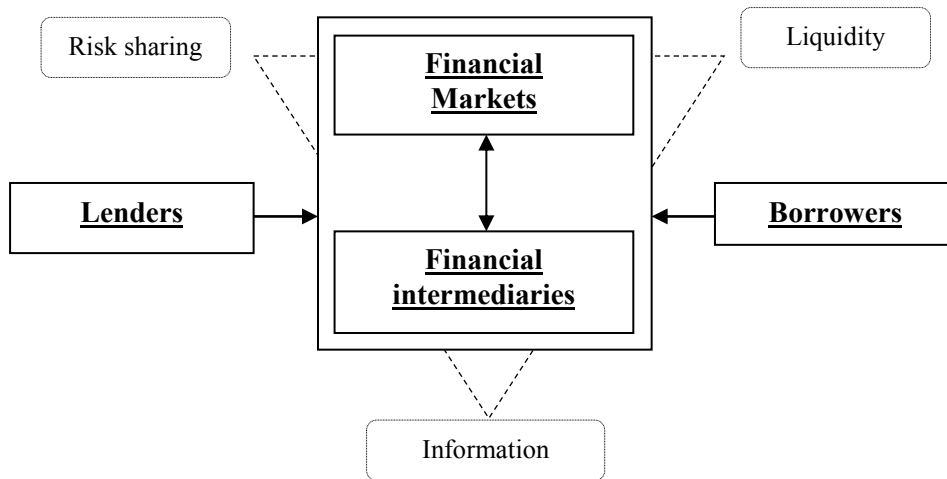 Risk sharing
Liquidity
Financial
Markets
Lenders
Borrowers
Financial
intermediaries
Information